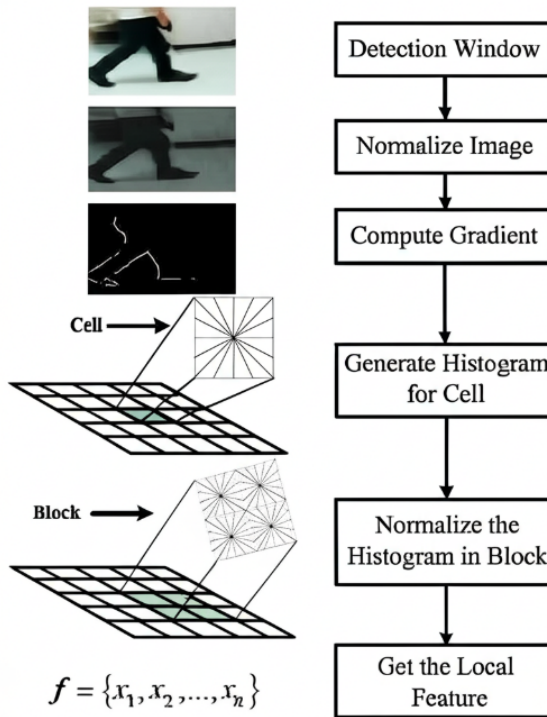 Detection Window
Normalize Image
Compute Gradient
Cell
Generate Histogram
for Cell
Block
Normalize the
Histogram in Block
f = {x₁, x₂, ..., xₙ}
Get the Local
Feature